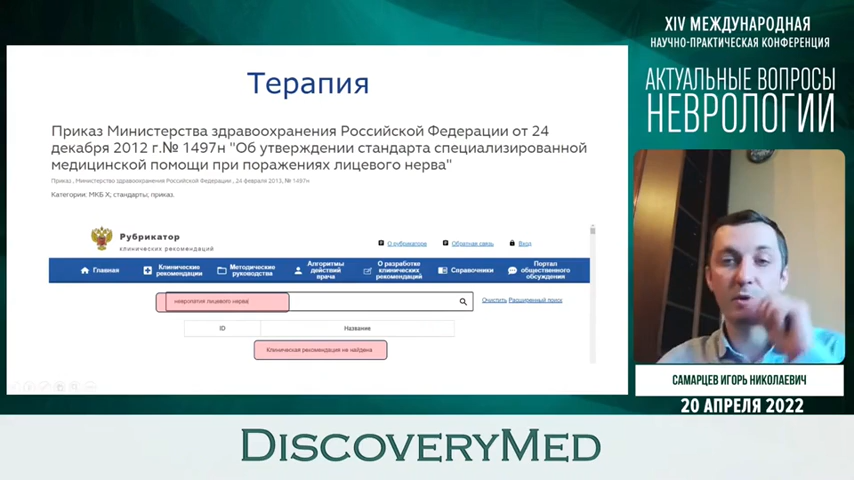 XIV МЕЖДУНАРОДНАЯ
НАУЧНО-ПРАКТИЧЕСКАЯ КОНФЕРЕНЦИЯ
АКТУАЛЬНЫЕ ВОПРОСЫ
НЕВРОЛОГИИ
Терапия
Приказ Министерства здравоохранения Российской Федерации от 24
декабря 2012 г.№ 1497н "Об утверждении стандарта специализированной
медицинской помощи при поражениях лицевого нерва"
Приказ , Министерства здравоохранения Российской Федерации , 24 февраля 2013, № 1497н
Категории: МКБ X; стандарты; приказ.
Рубрикатор
клинических рекомендаций
О рубрикаторе
Обратная связь
Вход
Главная
Клинические
рекомендации
Методические
руководства
Алгоритмы
действий
врача
О разработке
клинических
рекомендаций
Справочники
Портал
общественного
обсуждения
невропатия лицевого нерва
Очистить Расширенный поиск
ID
Название
Клиническая рекомендация не найдена
САМАРЦЕВ ИГОРЬ НИКОЛАЕВИЧ
20 АПРЕЛЯ 2022
DISCOVERYMED